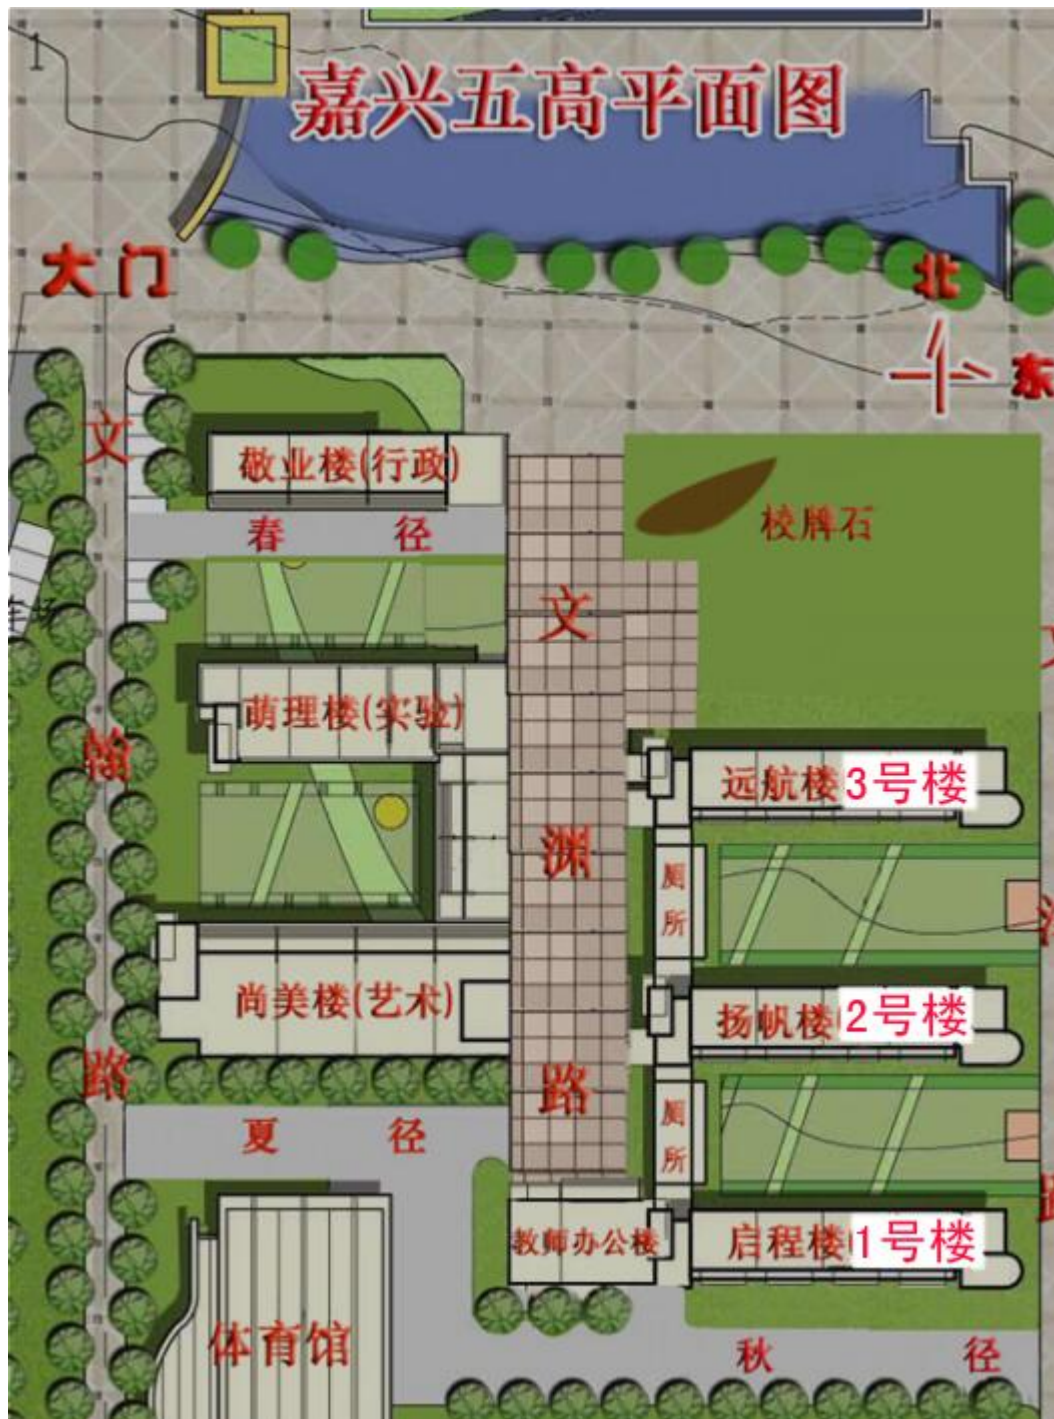 1
嘉兴五高平面图
大门
北
东
敬业楼(行政)
春径
校牌石
萌理楼(实验)
文渊路
远航楼3号楼
厕所
文翰路
尚美楼(艺术)
扬帆楼2号楼
厕所
夏径
教师办公楼
启程楼1号楼
体育馆
秋径